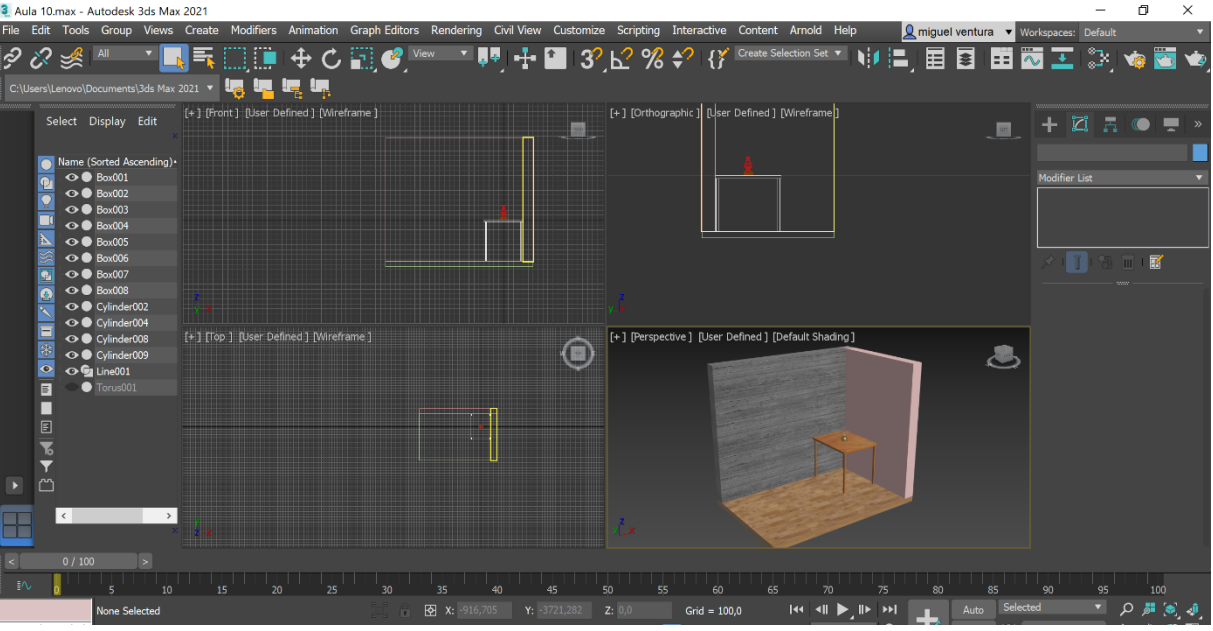 Aula 10.max - Autodesk 3ds Max 2021
File Edit Tools Group Views Create Modifiers Animation Graph Editors Rendering Civil View Customize Scripting Interactive Content Arnold Help miguel ventura Workspaces: Default
All View Create Selection Set
C:\Users\Lenovo\Documents\3ds Max 2021
Select Display Edit
Name (Sorted Ascending)
Box001
Box002
Box003
Box004
Box005
Box006
Box007
Box008
Cylinder002
Cylinder004
Cylinder008
Cylinder009
Line001
Torus001
[+] [Front] [User Defined] [Wireframe]
[+] [Orthographic] [User Defined] [Wireframe]
[+] [Top] [User Defined] [Wireframe]
[+] [Perspective] [User Defined] [Default Shading]
Modifier List
0 / 100
0 5 10 15 20 25 30 35 40 45 50 55 60 65 70 75 80 85 90 95 100
None Selected X: -916,705 Y: -3721,282 Z: 0,0 Grid = 100,0 Auto Selected